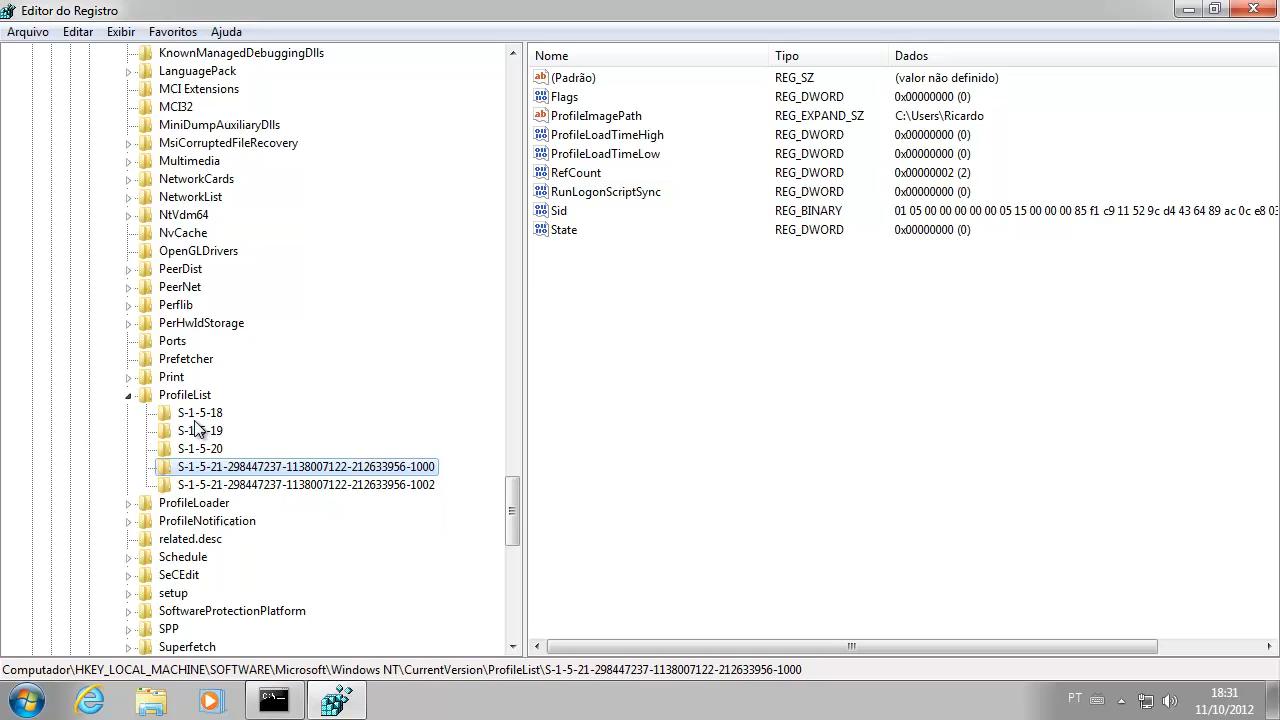 Editor do Registro
Arquivo Editar Exibir Favoritos Ajuda
KnownManagedDebuggingDlls
LanguagePack
MCI Extensions
MCI32
MiniDumpAuxiliaryDlls
MsiCorruptedFileRecovery
Multimedia
NetworkCards
NetworkList
NtVdm64
NvCache
OpenGLDrivers
PeerDist
PeerNet
Perflib
PerHwIdStorage
Ports
Prefetcher
Print
ProfileList
S-1-5-18
S-1-5-19
S-1-5-20
S-1-5-21-298447237-1138007122-212633956-1000
S-1-5-21-298447237-1138007122-212633956-1002
ProfileLoader
ProfileNotification
related.desc
Schedule
SeCEdit
setup
SoftwareProtectionPlatform
SPP
Superfetch
Nome Tipo Dados
(Padrão) REG_SZ (valor não definido)
Flags REG_DWORD 0x00000000 (0)
ProfileImagePath REG_EXPAND_SZ C:\Users\Ricardo
ProfileLoadTimeHigh REG_DWORD 0x00000000 (0)
ProfileLoadTimeLow REG_DWORD 0x00000000 (0)
RefCount REG_DWORD 0x00000002 (2)
RunLogonScriptSync REG_DWORD 0x00000000 (0)
Sid REG_BINARY 01 05 00 00 00 00 00 05 15 00 00 00 85 f1 c9 11 52 9c d4 43 64 89 ac 0c e8 03
State REG_DWORD 0x00000000 (0)
Computador\HKEY_LOCAL_MACHINE\SOFTWARE\Microsoft\Windows NT\CurrentVersion\ProfileList\S-1-5-21-298447237-1138007122-212633956-1000
PT
18:31
11/10/2012